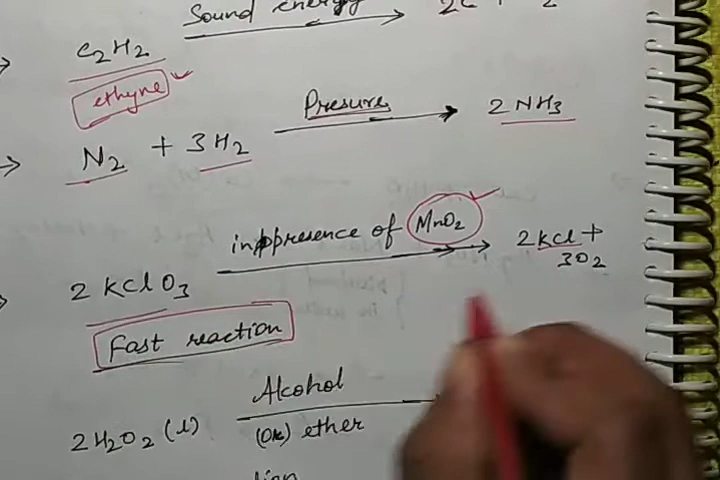 Sound energy
C2H2
ethyne
N2 + 3H2 Presure 2NH3
in presence of MnO2
2KClO3 2KCl + 3O2
Fast reaction
Alcohol
2H2O2 (l) (OR) ether